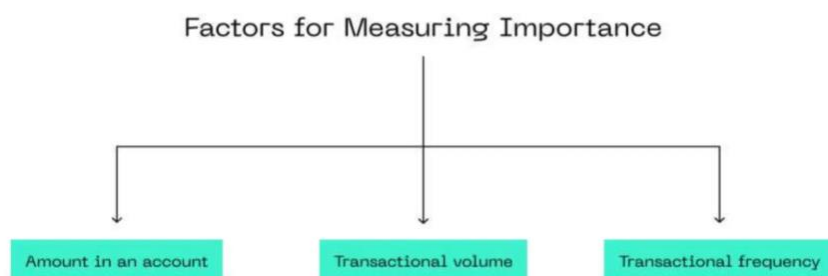 Factors for Measuring Importance
Amount in an account
Transactional volume
Transactional frequency